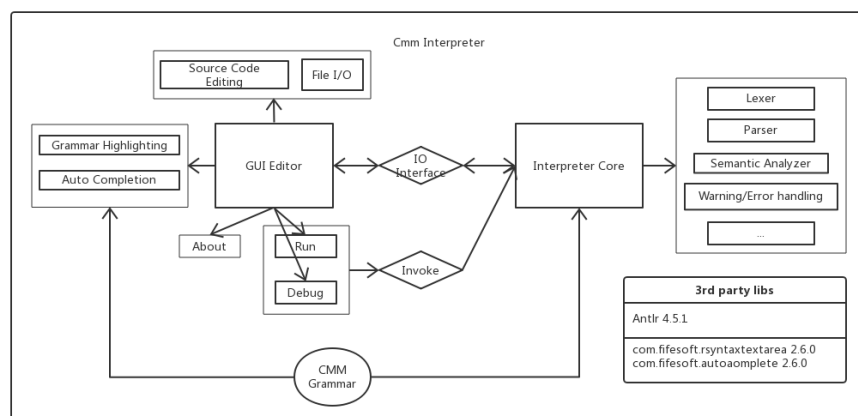 Cmm Interpreter
Source Code
Editing
File I/O
Grammar Highlighting
Auto Completion
GUI Editor
IO
Interface
Interpreter Core
Lexer
Parser
Semantic Analyzer
Warning/Error handling
...
About
Run
Debug
Invoke
3rd party libs
Antlr 4.5.1
com.fifesoft.rsyntaxtextarea 2.6.0
com.fifesoft.autoaomplete 2.6.0
CMM
Grammar